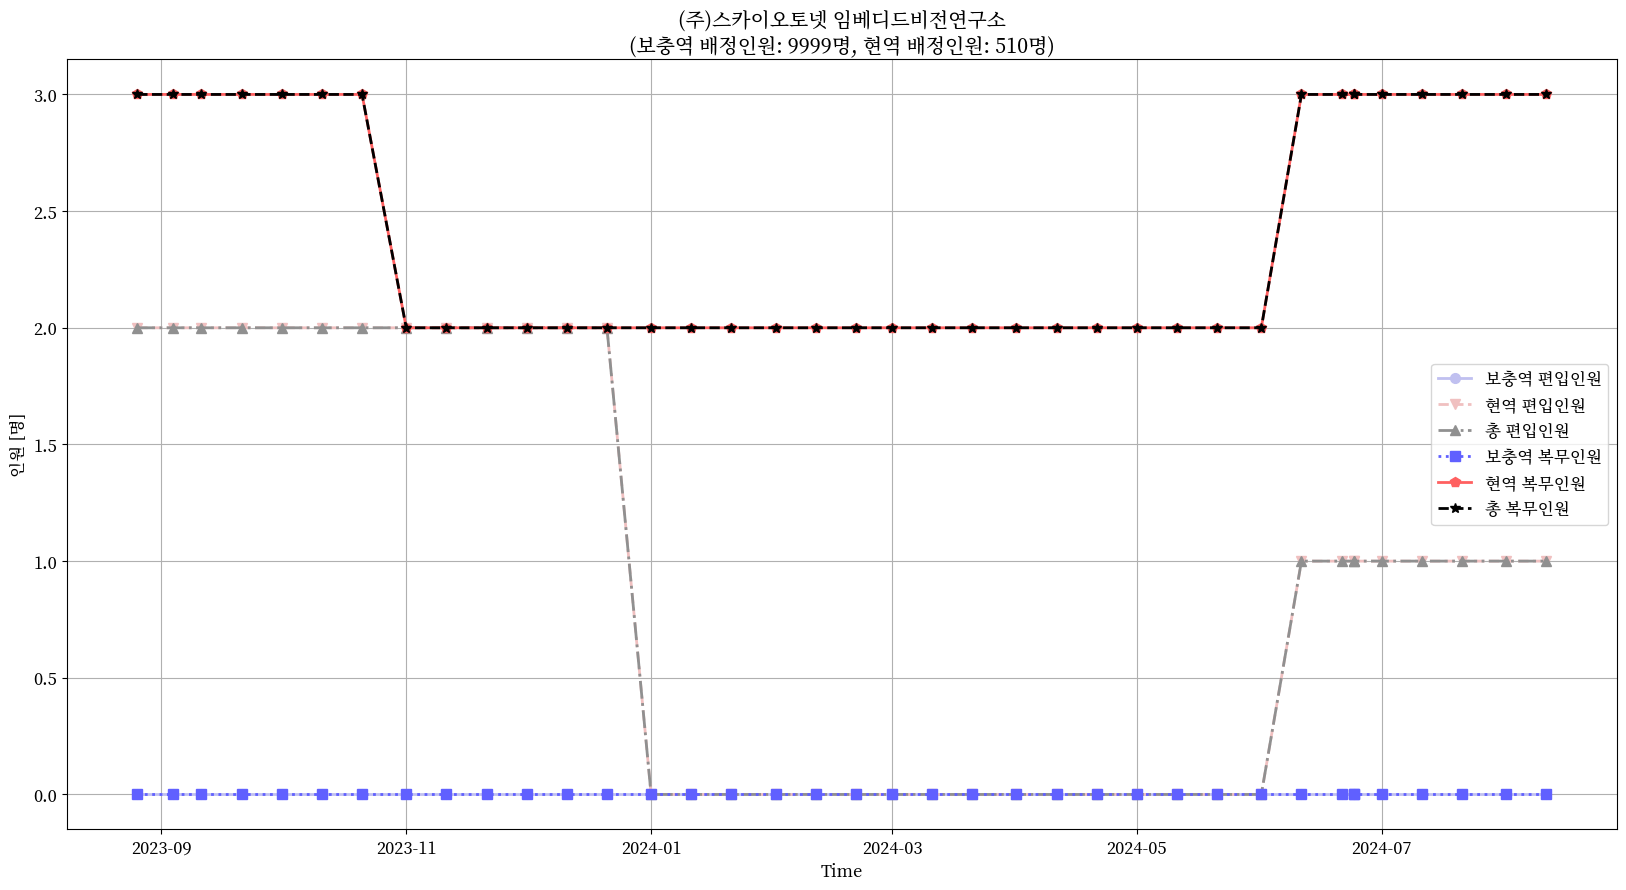 (주)스카이오토넷 임베디드비전연구소
(보충역 배정인원: 9999명, 현역 배정인원: 510명)
3.0
2.5
2.0
1.5
1.0
0.5
0.0
인원 [명]
보충역 편입인원
현역 편입인원
총 편입인원
보충역 복무인원
현역 복무인원
총 복무인원
2023-09 2023-11 2024-01 2024-03 2024-05 2024-07
Time